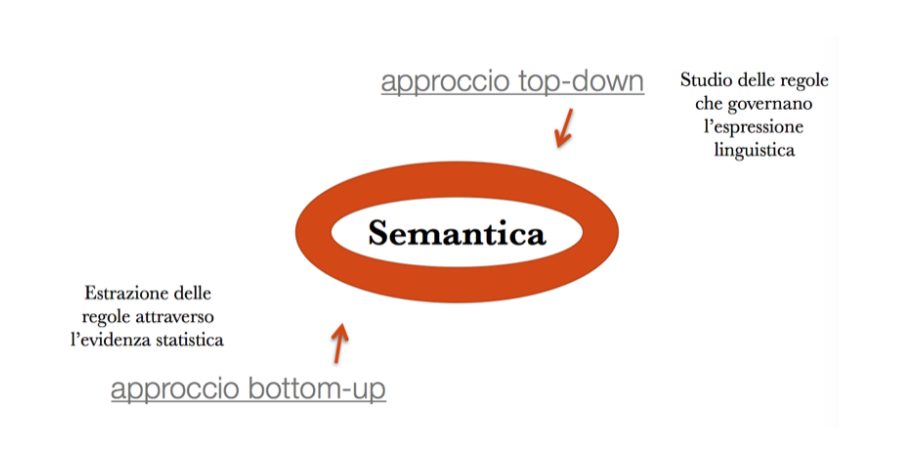 approccio top-down
Studio delle regole
che governano
l'espressione
linguistica
Semantica
Estrazione delle
regole attraverso
l'evidenza statistica
approccio bottom-up